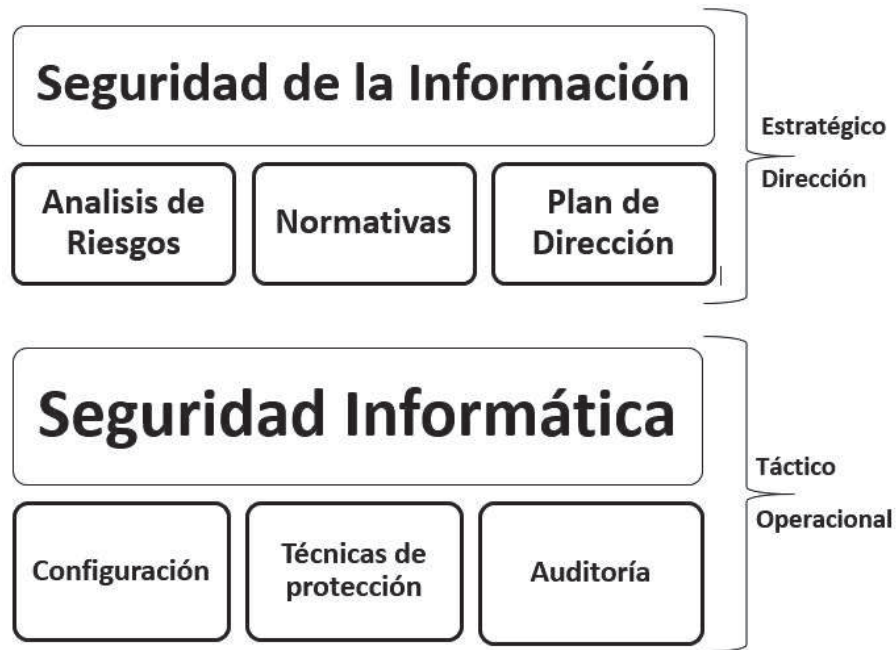 Seguridad de la Información
Estratégico
Dirección
Analisis de
Riesgos
Normativas
Plan de
Dirección
Seguridad Informática
Táctico
Operacional
Configuración
Técnicas de
protección
Auditoría